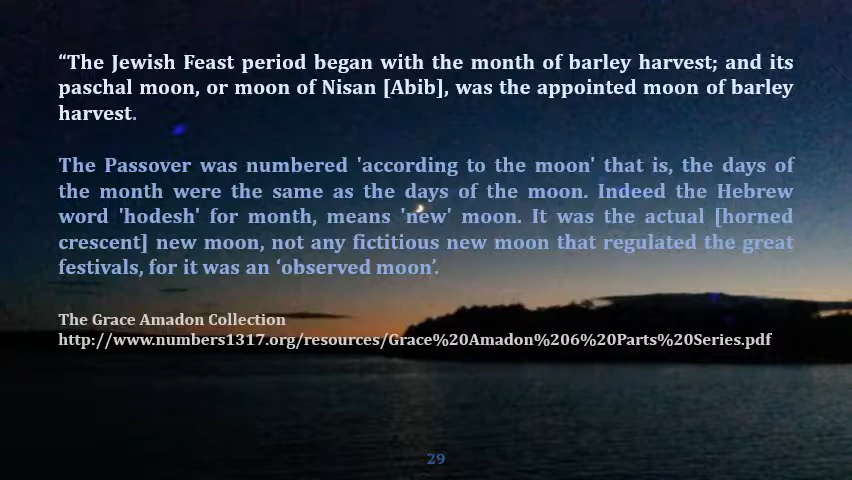 “The Jewish Feast period began with the month of barley harvest; and its
paschal moon, or moon of Nisan [Abib], was the appointed moon of barley
harvest.
The Passover was numbered 'according to the moon' that is, the days of
the month were the same as the days of the moon. Indeed the Hebrew
word 'hodesh' for month, means 'new' moon. It was the actual [horned
crescent] new moon, not any fictitious new moon that regulated the great
festivals, for it was an ‘observed moon’.
The Grace Amadon Collection
http://www.numbers1317.org/resources/Grace%20Amadon%206%20Parts%20Series.pdf
29